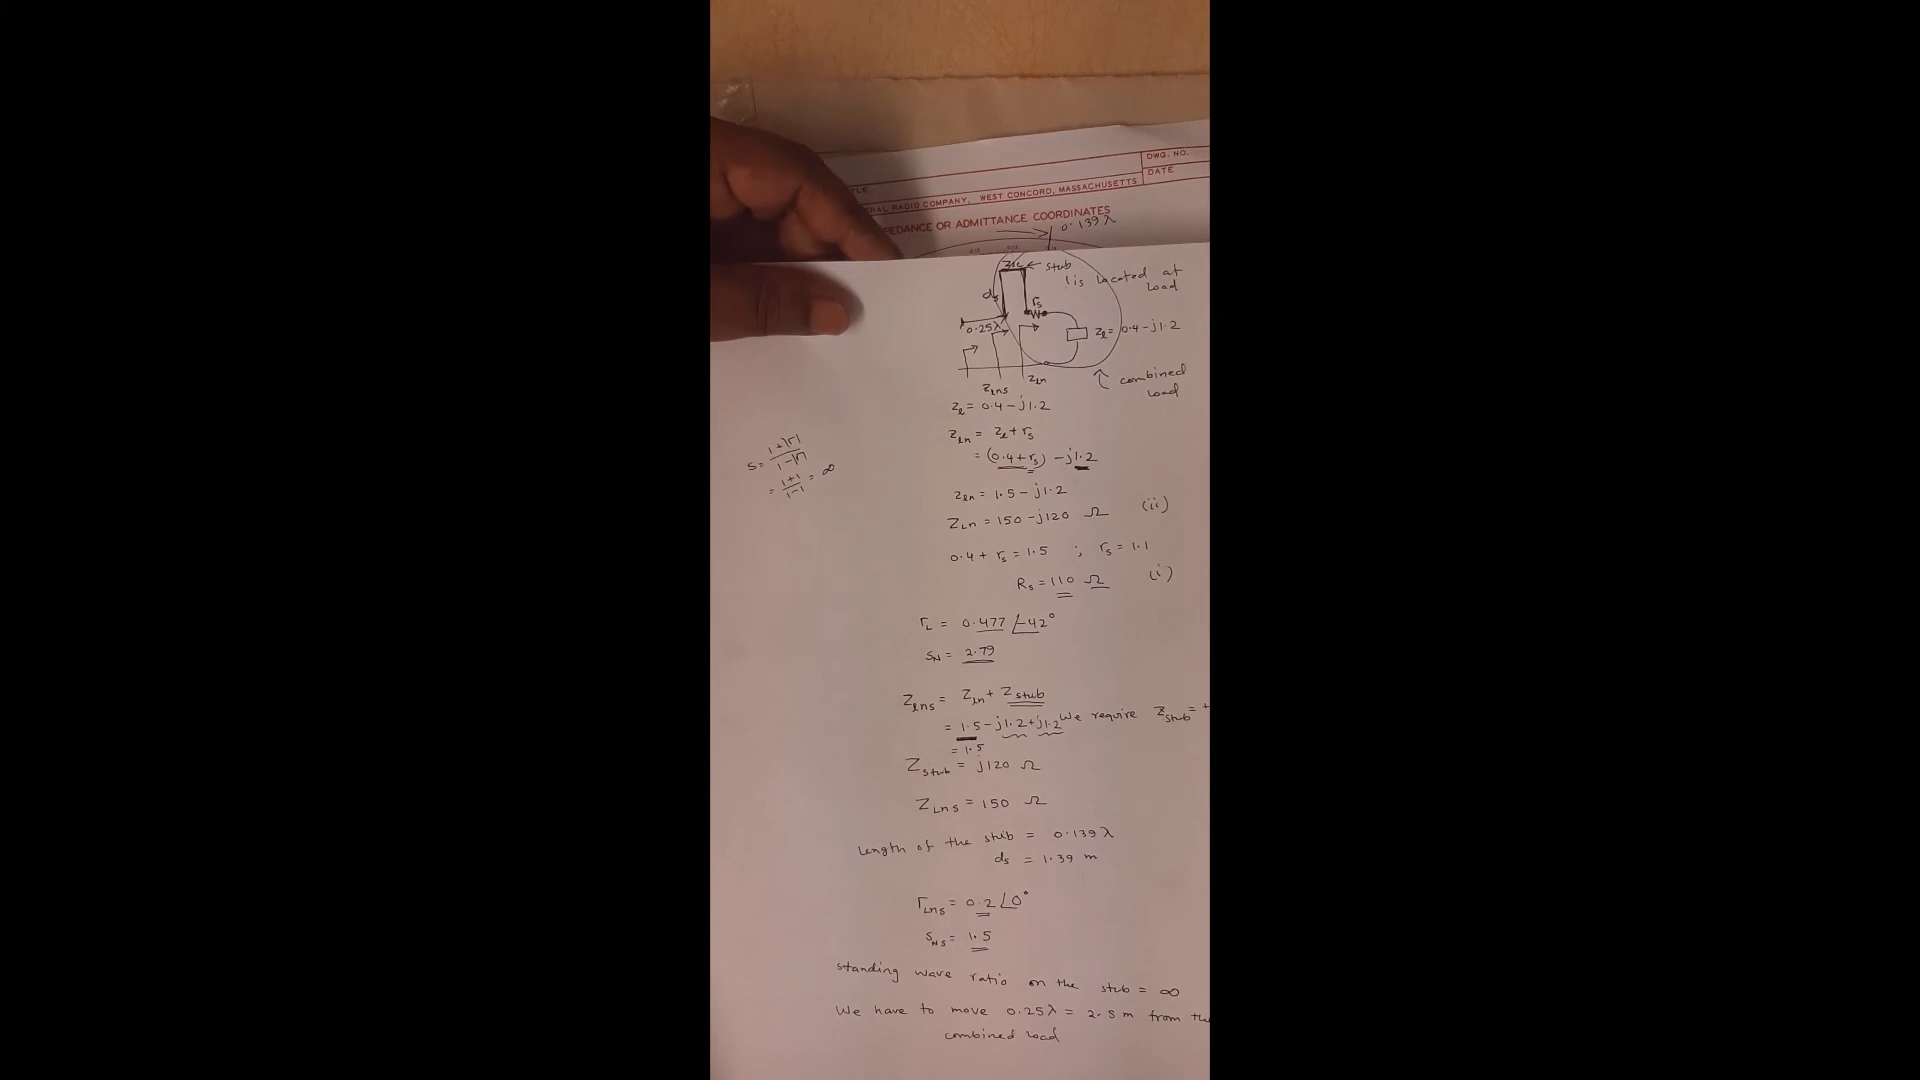 DWG. NO.
TLE
DATE
RAL RADIO COMPANY, WEST CONCORD, MASSACHUSETTS
PEDANCE OR ADMITTANCE COORDINATES
0.139 λ
Zsc ← stub
is located at
load
ds
rs
0.25λ
Zl = 0.4 - j1.2
Zln
Zlns
combined
load
Zl = 0.4 - j1.2
Zln = Zl + rs
= (0.4 + rs) - j1.2
S = 1+|Γ| / 1-|Γ|
= 1+1 / 1-1 = ∞
Zln = 1.5 - j1.2
ZLn = 150 - j120 Ω (ii)
0.4 + rs = 1.5 ; rs = 1.1
Rs = 110 Ω (i)
ΓL = 0.477 ∠-42°
SN = 2.79
Zlns = Zln + Zstub
= 1.5 - j1.2 + j1.2 We require Zstub = +
= 1.5
Zstub = j120 Ω
ZLns = 150 Ω
Length of the stub = 0.139 λ
ds = 1.39 m
ΓLns = 0.2 ∠0°
SNS = 1.5
standing wave ratio on the stub = ∞
We have to move 0.25λ = 2.5 m from the
combined load